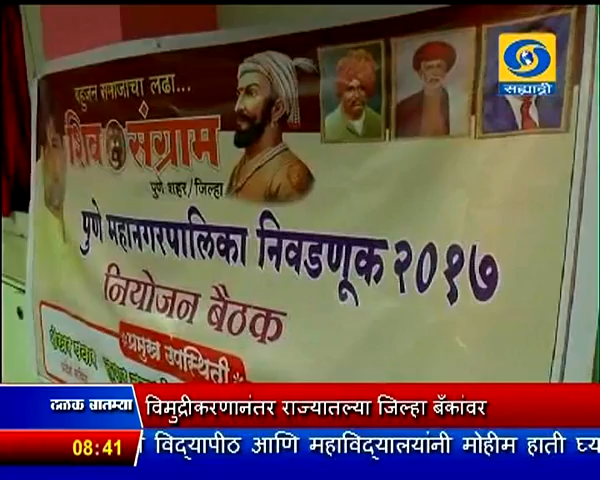 सह्याद्री
बहुजन समाजाचा लढा...
शिव संग्राम
पुणे शहर/जिल्हा
पुणे महानगरपालिका निवडणूक २०१७
नियोजन बैठक
प्रमुख उपस्थिती
ठळक बातम्या
विमुद्रीकरणानंतर राज्यातल्या जिल्हा बँकांवर
08:41
विद्यापीठ आणि महाविद्यालयांनी मोहीम हाती घ्य